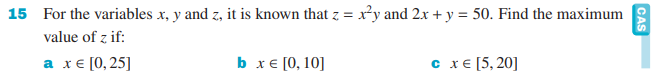 15 For the variables x, y and z, it is known that z = x²y and 2x + y = 50. Find the maximum
value of z if:
a x ∈ [0, 25] b x ∈ [0, 10] c x ∈ [5, 20]
CAS